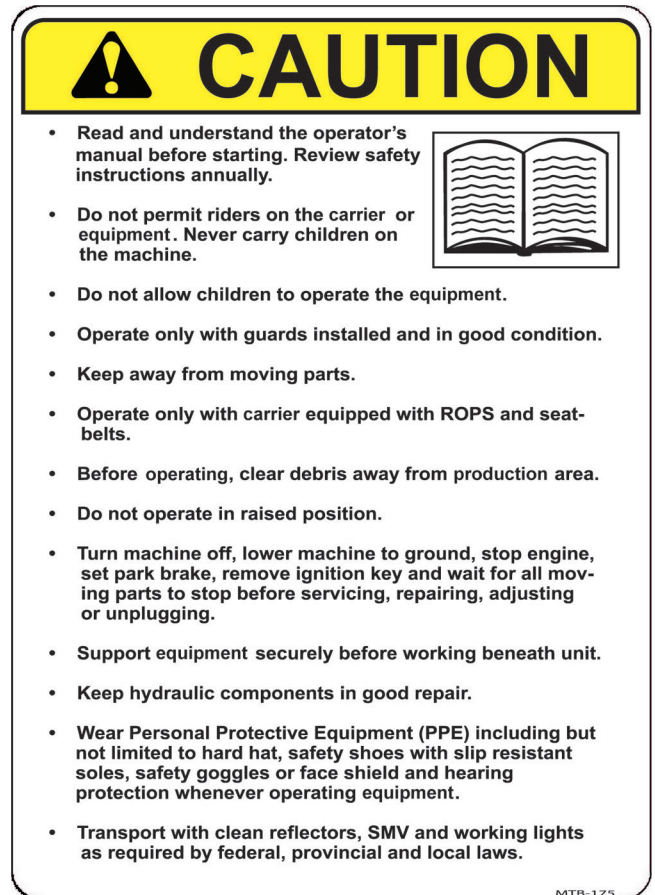 CAUTION
• Read and understand the operator's
manual before starting. Review safety
instructions annually.
• Do not permit riders on the carrier or
equipment. Never carry children on
the machine.
• Do not allow children to operate the equipment.
• Operate only with guards installed and in good condition.
• Keep away from moving parts.
• Operate only with carrier equipped with ROPS and seat-
belts.
• Before operating, clear debris away from production area.
• Do not operate in raised position.
• Turn machine off, lower machine to ground, stop engine,
set park brake, remove ignition key and wait for all mov-
ing parts to stop before servicing, repairing, adjusting
or unplugging.
• Support equipment securely before working beneath unit.
• Keep hydraulic components in good repair.
• Wear Personal Protective Equipment (PPE) including but
not limited to hard hat, safety shoes with slip resistant
soles, safety goggles or face shield and hearing
protection whenever operating equipment.
• Transport with clean reflectors, SMV and working lights
as required by federal, provincial and local laws.
MTB-175